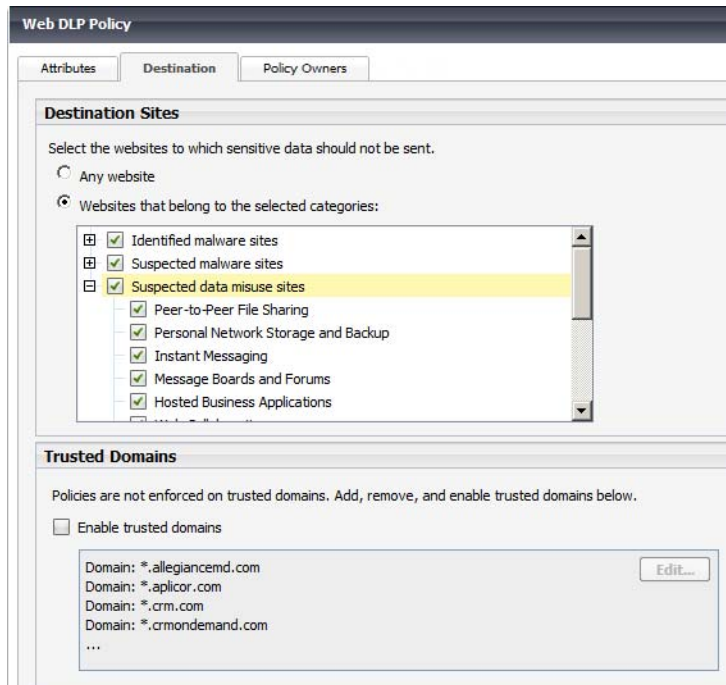 Web DLP Policy
Attributes
Destination
Policy Owners
Destination Sites
Select the websites to which sensitive data should not be sent.
Any website
Websites that belong to the selected categories:
Identified malware sites
Suspected malware sites
Suspected data misuse sites
Peer-to-Peer File Sharing
Personal Network Storage and Backup
Instant Messaging
Message Boards and Forums
Hosted Business Applications
Trusted Domains
Policies are not enforced on trusted domains. Add, remove, and enable trusted domains below.
Enable trusted domains
Domain: *.allegiancemd.com
Edit...
Domain: *.aplicor.com
Domain: *.crm.com
Domain: *.crmondemand.com
...